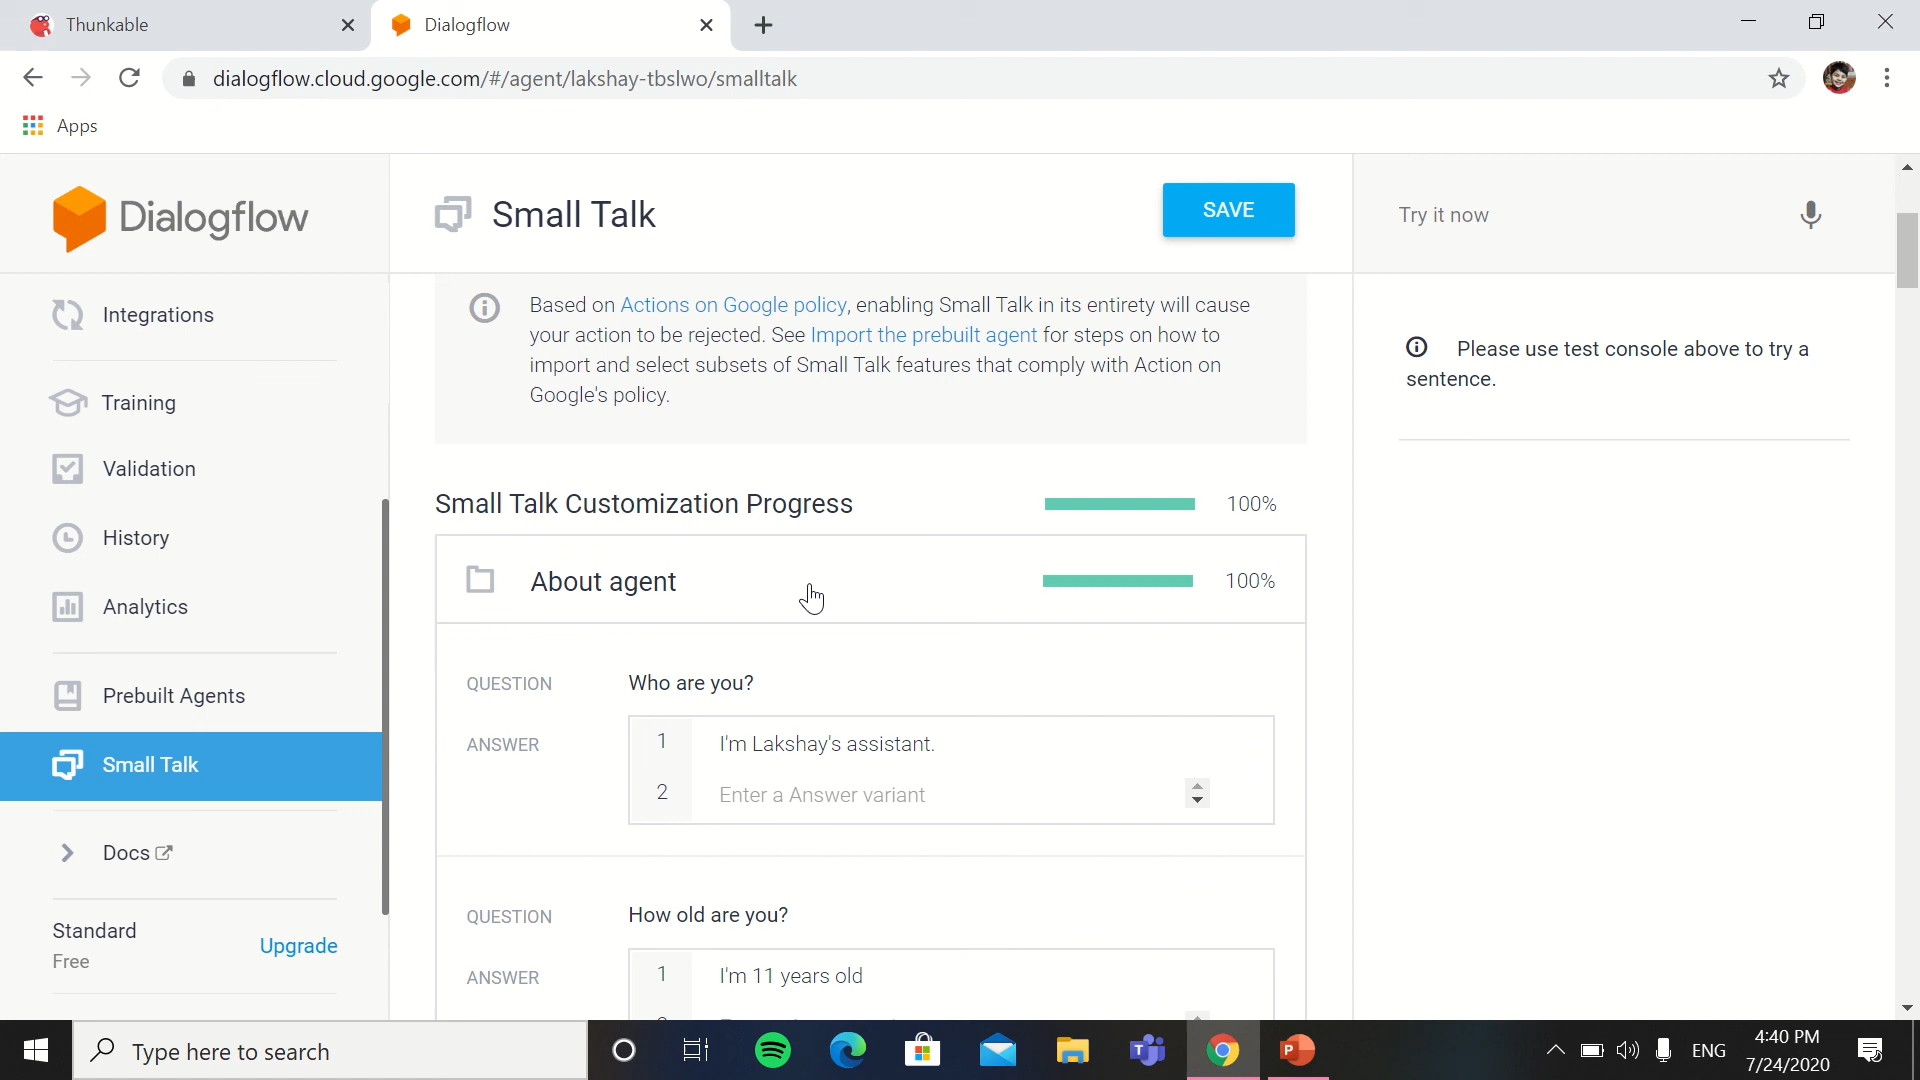 Thunkable
Dialogflow
dialogflow.cloud.google.com/#/agent/lakshay-tbslwo/smalltalk
Apps
Dialogflow
Integrations
Training
Validation
History
Analytics
Prebuilt Agents
Small Talk
Docs
Standard
Free
Upgrade
Small Talk
SAVE
Based on Actions on Google policy, enabling Small Talk in its entirety will cause
your action to be rejected. See Import the prebuilt agent for steps on how to
import and select subsets of Small Talk features that comply with Action on
Google's policy.
Small Talk Customization Progress 100%
About agent 100%
QUESTION Who are you?
ANSWER 1 I'm Lakshay's assistant.
2 Enter a Answer variant
QUESTION How old are you?
ANSWER 1 I'm 11 years old
Try it now
Please use test console above to try a
sentence.
Type here to search
ENG
4:40 PM
7/24/2020